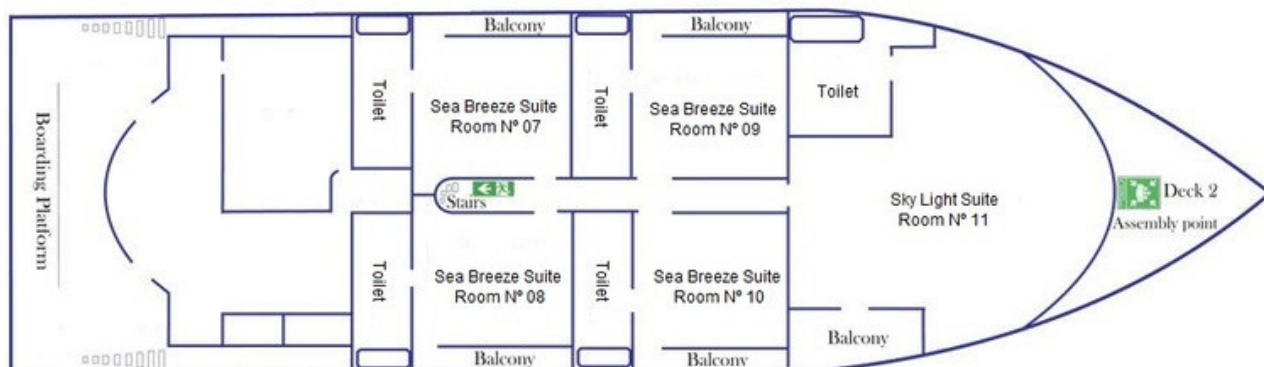 Boarding Platform
Toilet
Balcony
Sea Breeze Suite
Room Nº 07
Toilet
Balcony
Sea Breeze Suite
Room Nº 09
Toilet
Stairs
Sky Light Suite
Room Nº 11
Deck 2
Assembly point
Toilet
Sea Breeze Suite
Room Nº 08
Balcony
Toilet
Sea Breeze Suite
Room Nº 10
Balcony
Balcony